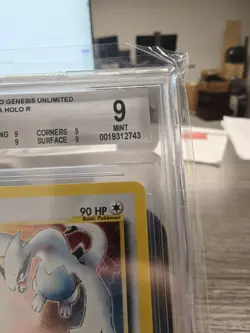 O GENESIS UNLIMITED
A HOLO R
9
MINT
0019312743
NG 9 CORNERS 9
9 SURFACE 9
90 HP
Basic Pokémon